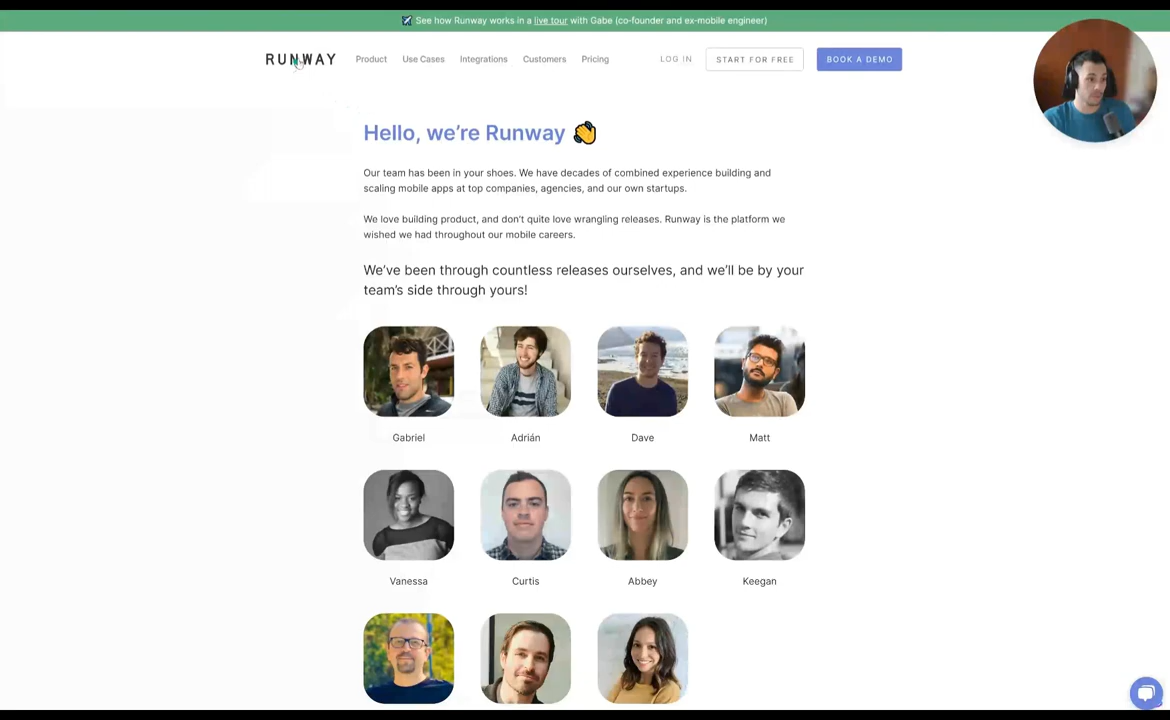 See how Runway works in a live tour with Gabe (co-founder and ex-mobile engineer)
RUNWAY Product Use Cases Integrations Customers Pricing LOG IN START FOR FREE BOOK A DEMO
Hello, we're Runway 👋
Our team has been in your shoes. We have decades of combined experience building and
scaling mobile apps at top companies, agencies, and our own startups.
We love building product, and don't quite love wrangling releases. Runway is the platform we
wished we had throughout our mobile careers.
We've been through countless releases ourselves, and we'll be by your
team's side through yours!
Gabriel Adrián Dave Matt
Vanessa Curtis Abbey Keegan